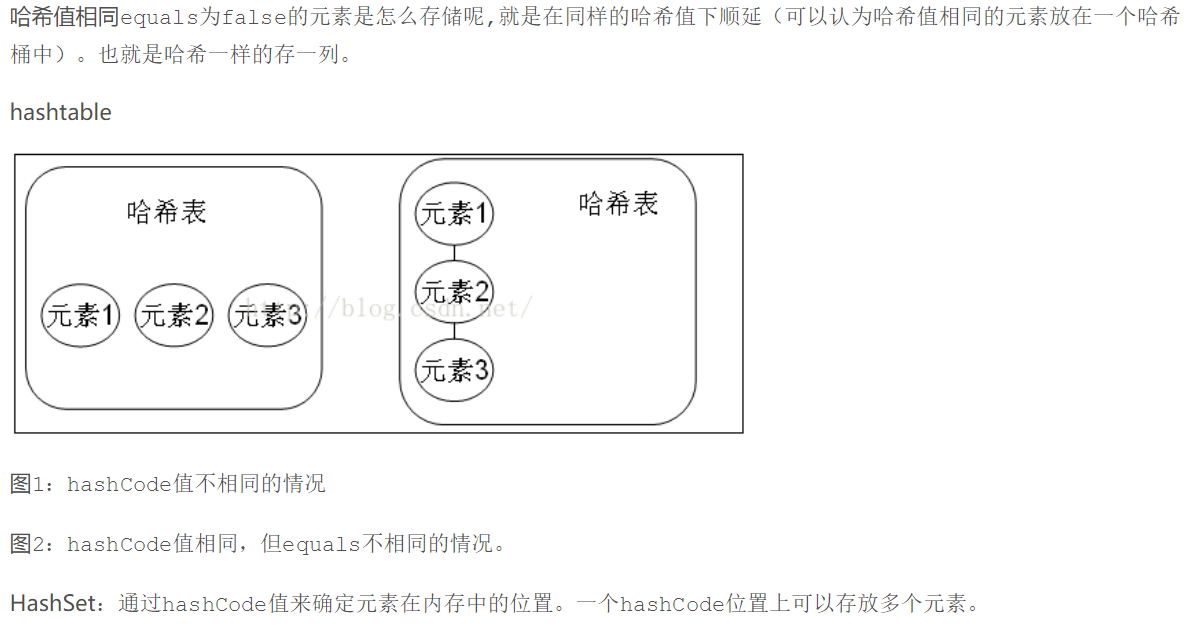 哈希值相同equals为false的元素是怎么存储呢,就是在同样的哈希值下顺延（可以认为哈希值相同的元素放在一个哈希
桶中）。也就是哈希一样的存一列。
hashtable
哈希表
元素1 元素2 元素3
哈希表
元素1
元素2
元素3
http://blog.csdn.net/
图1：hashCode值不相同的情况
图2：hashCode值相同，但equals不相同的情况。
HashSet：通过hashCode值来确定元素在内存中的位置。一个hashCode位置上可以存放多个元素。